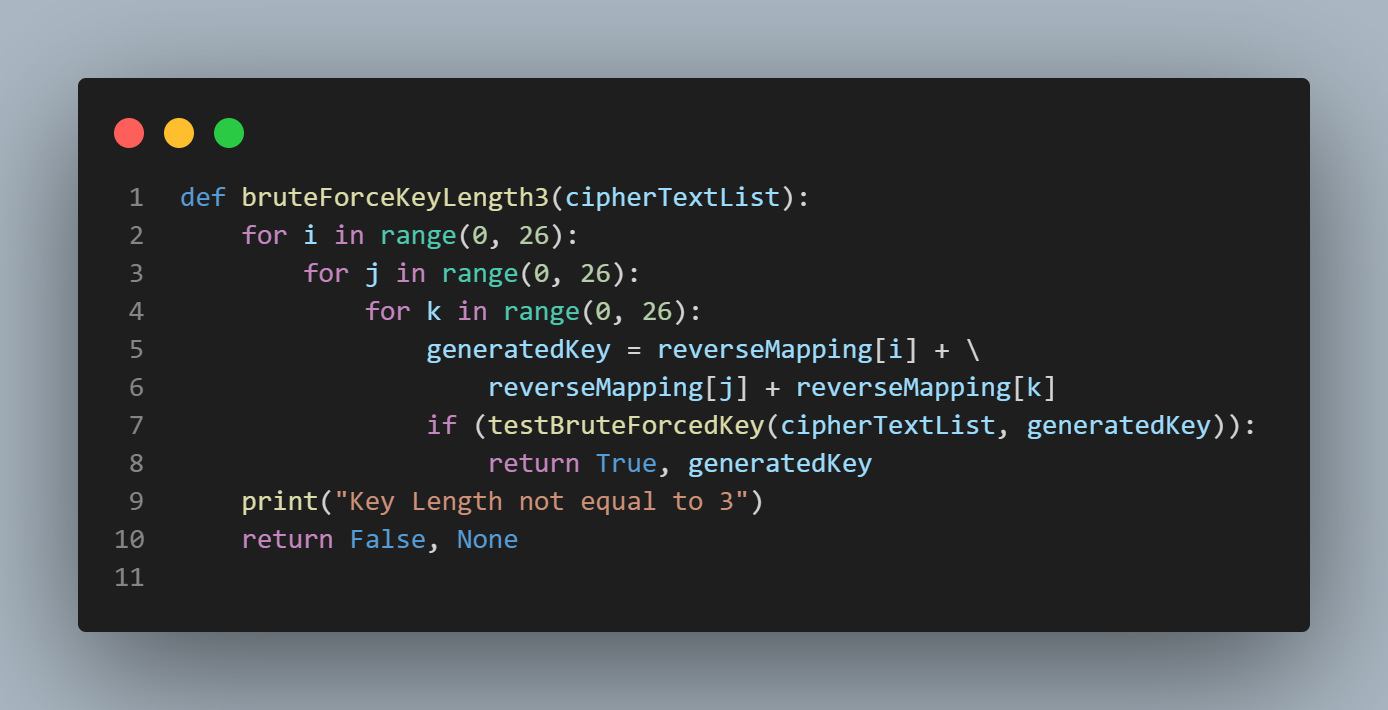 1 def bruteForceKeyLength3(cipherTextList):
2     for i in range(0, 26):
3         for j in range(0, 26):
4             for k in range(0, 26):
5                 generatedKey = reverseMapping[i] + \
6                     reverseMapping[j] + reverseMapping[k]
7                 if (testBruteForcedKey(cipherTextList, generatedKey)):
8                     return True, generatedKey
9     print("Key Length not equal to 3")
10     return False, None
11